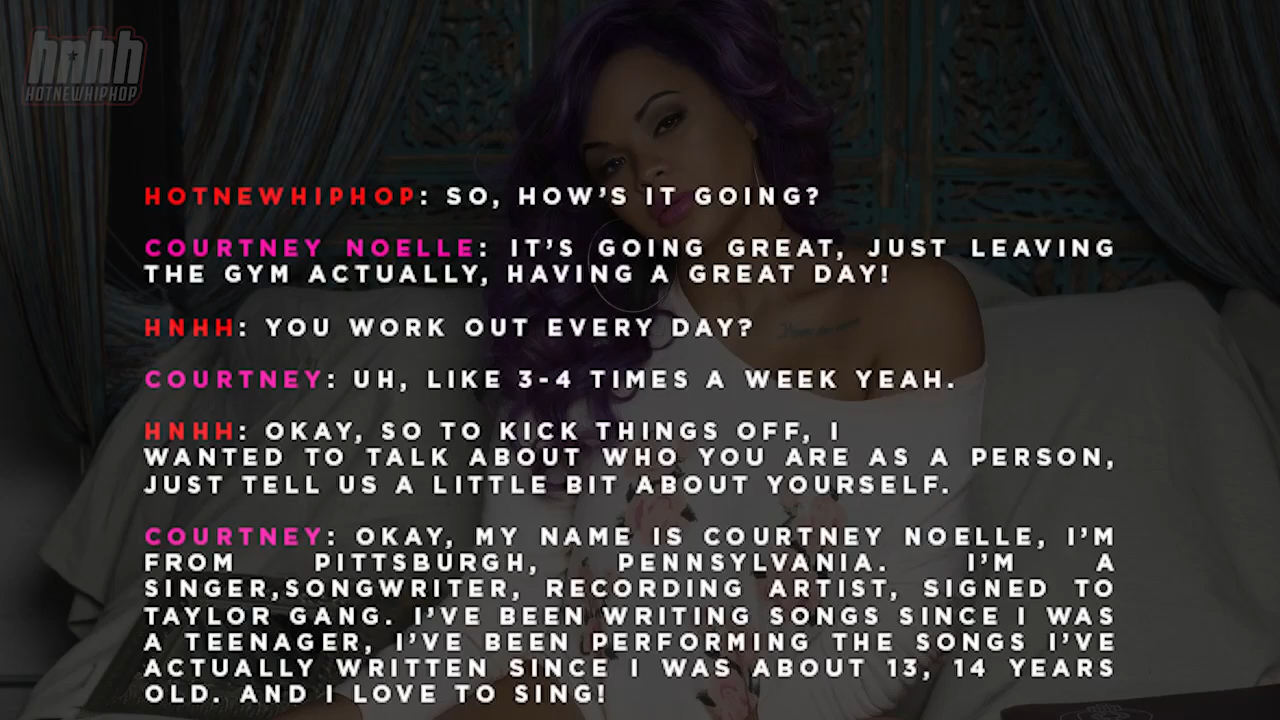 hnhh
HOTNEWHIPHOP
HOTNEWHIPHOP: SO, HOW'S IT GOING?
COURTNEY NOELLE: IT'S GOING GREAT, JUST LEAVING
THE GYM ACTUALLY, HAVING A GREAT DAY!
HNHH: YOU WORK OUT EVERY DAY?
COURTNEY: UH, LIKE 3-4 TIMES A WEEK YEAH.
HNHH: OKAY, SO TO KICK THINGS OFF, I
WANTED TO TALK ABOUT WHO YOU ARE AS A PERSON,
JUST TELL US A LITTLE BIT ABOUT YOURSELF.
COURTNEY: OKAY, MY NAME IS COURTNEY NOELLE, I'M
FROM PITTSBURGH, PENNSYLVANIA. I'M A
SINGER,SONGWRITER, RECORDING ARTIST, SIGNED TO
TAYLOR GANG. I'VE BEEN WRITING SONGS SINCE I WAS
A TEENAGER, I'VE BEEN PERFORMING THE SONGS I'VE
ACTUALLY WRITTEN SINCE I WAS ABOUT 13, 14 YEARS
OLD. AND I LOVE TO SING!